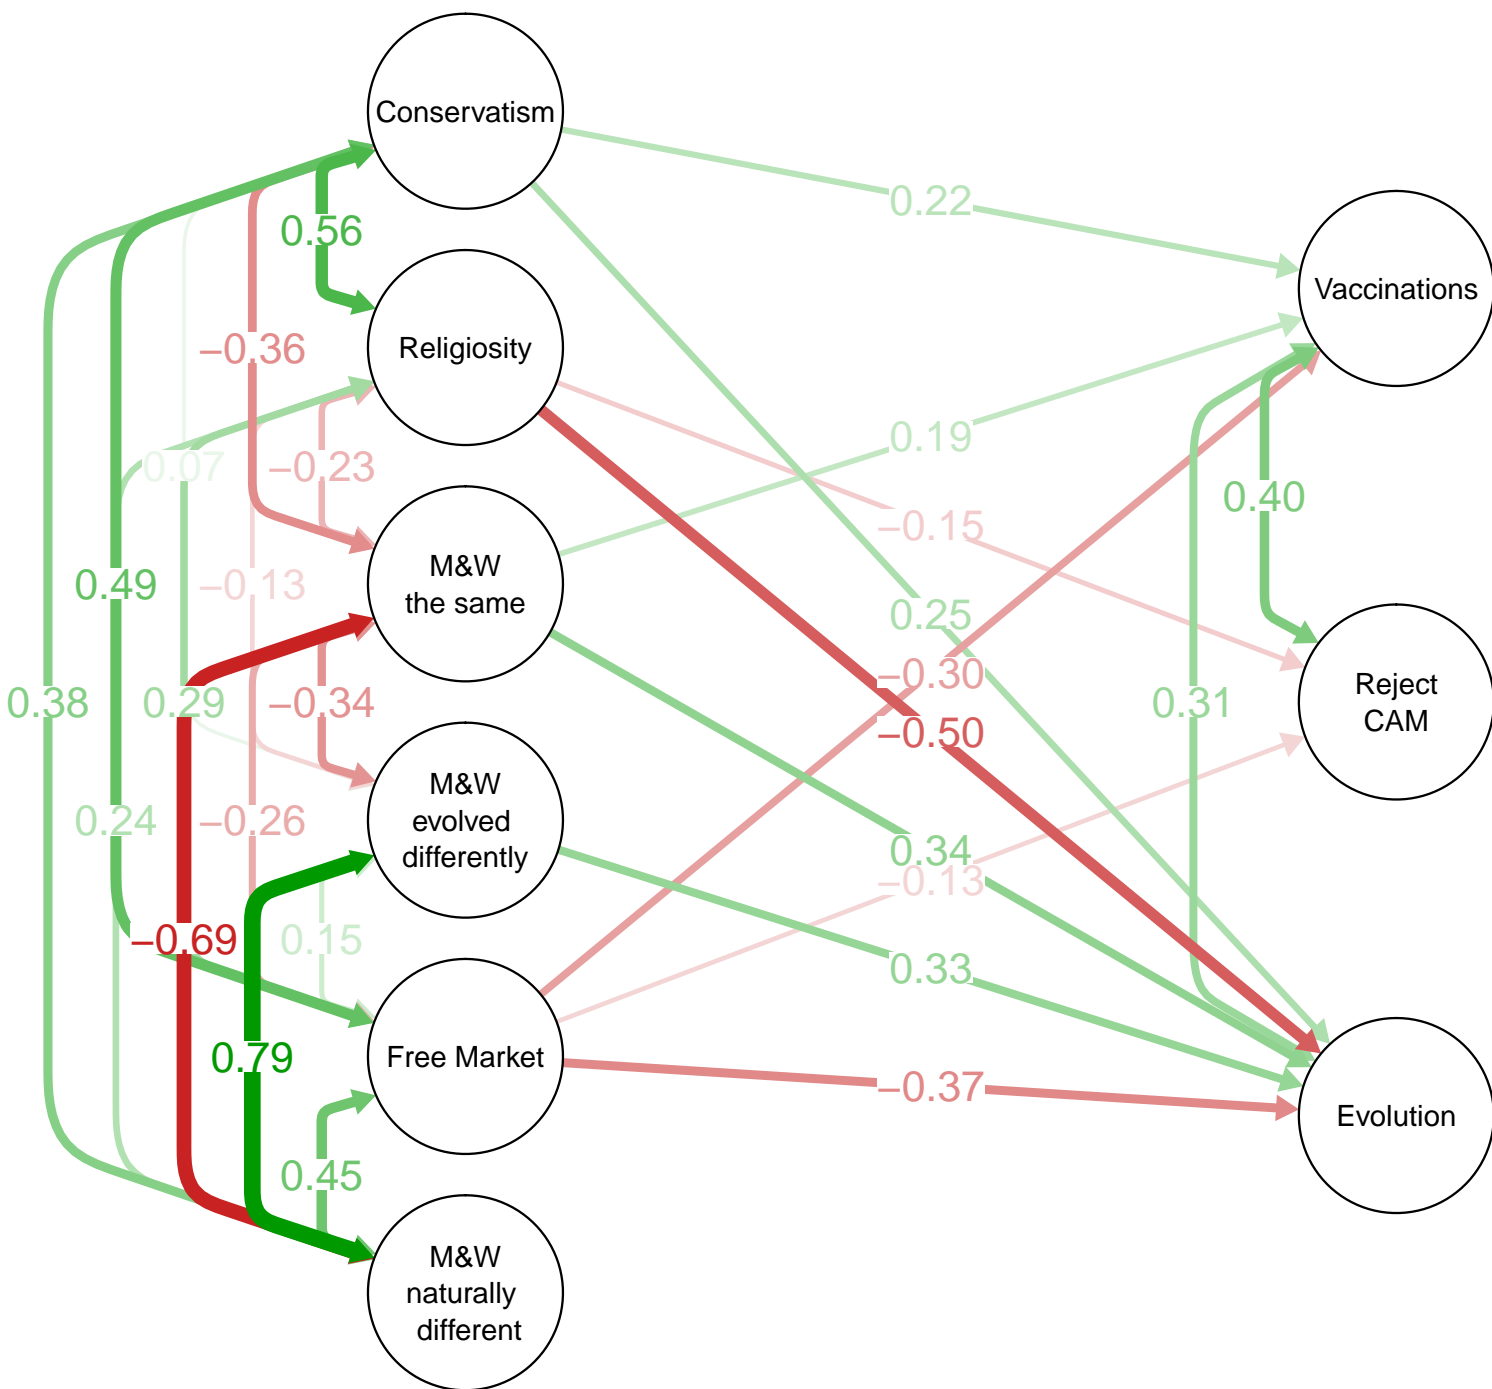 Conservatism
0.22
0.56
Vaccinations
Religiosity
−0.36
0.19
0.07
−0.23
0.40
−0.15
M&W
the same
0.49
−0.13
0.25
−0.30
0.38
0.29
−0.34
0.31
Reject
CAM
−0.50
M&W
evolved
differently
0.24
−0.26
0.34
−0.13
−0.69
0.15
0.33
0.79
Free Market
−0.37
Evolution
0.45
M&W
naturally
different